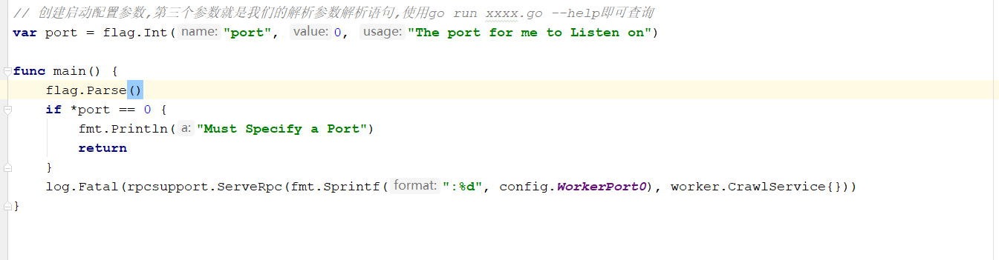 // 创建启动配置参数,第三个参数就是我们的解析参数解析语句,使用go run xxxx.go --help即可查询
var port = flag.Int( name: "port", value: 0, usage: "The port for me to Listen on")
func main() {
flag.Parse()
if *port == 0 {
fmt.Println( a: "Must Specify a Port")
return
}
log.Fatal(rpcsupport.ServeRpc(fmt.Sprintf( format: ":%d", config.WorkerPort0), worker.CrawlService{}))
}